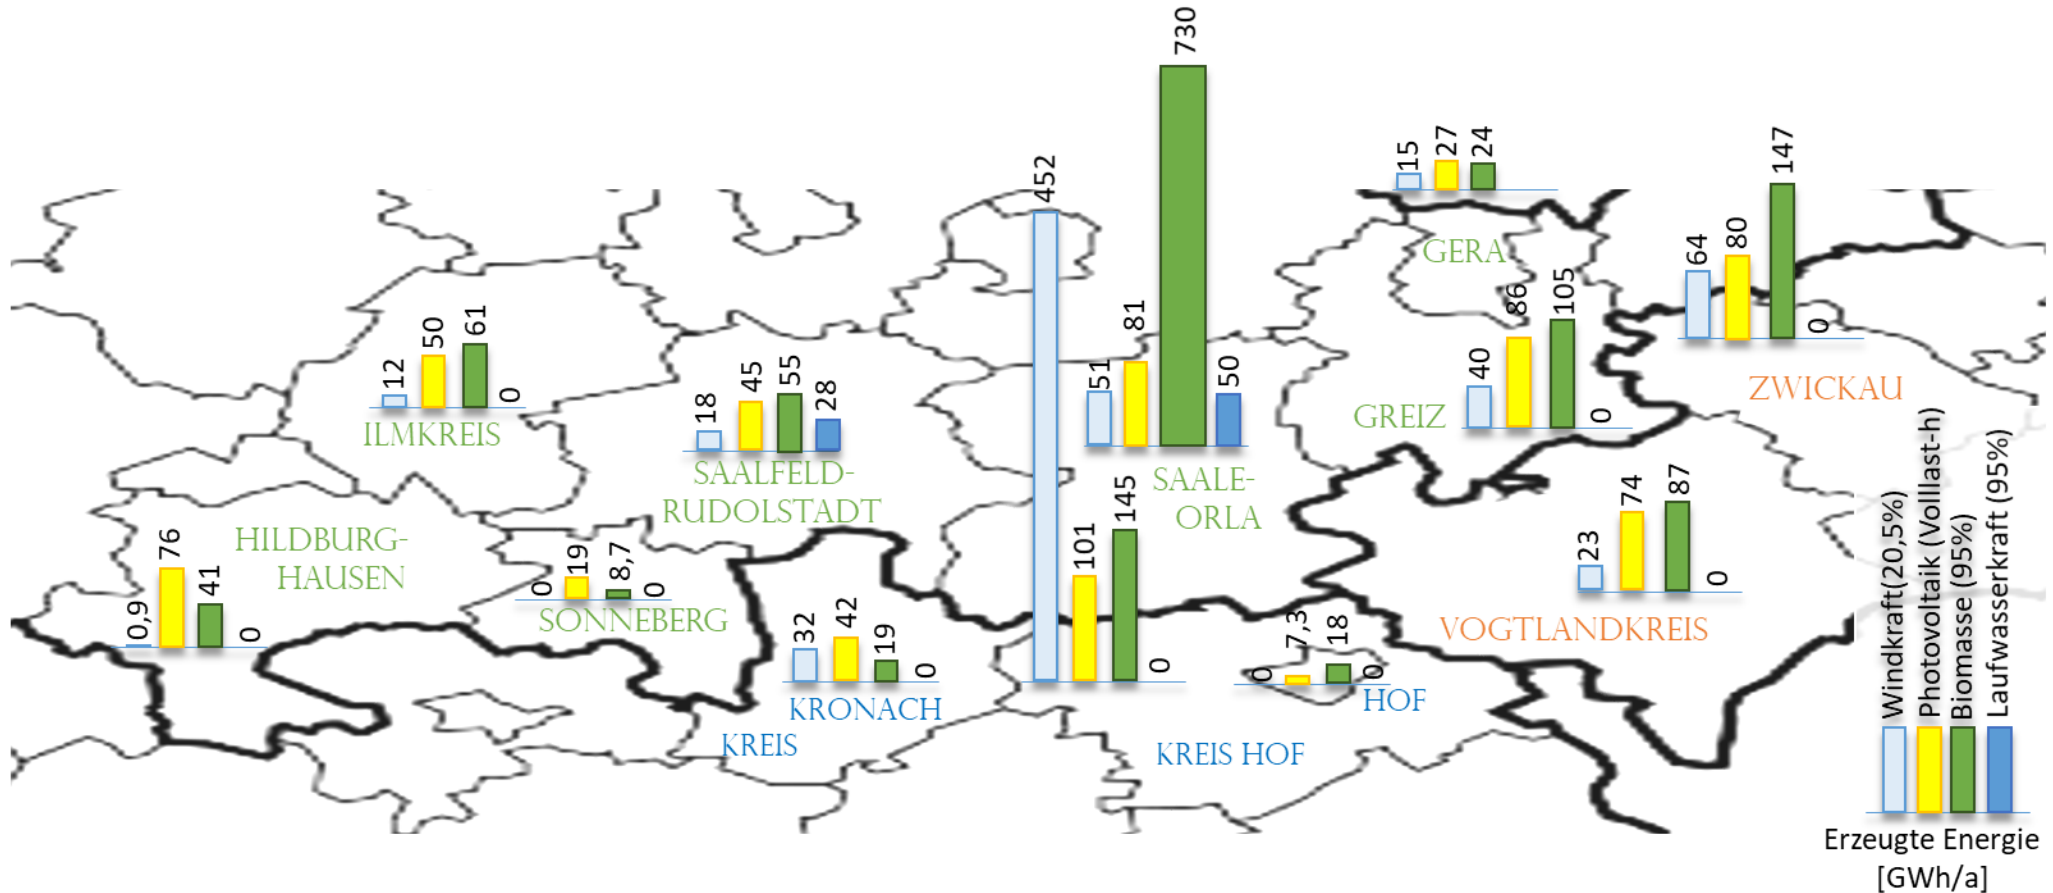 730
452
15
27
24
147
GERA
64
80
0
12
50
61
0
ILMKREIS
18
45
55
28
SAALFELD-
RUDOLSTADT
51
81
50
SAALE-
ORLA
40
86
105
0
GREIZ
ZWICKAU
0,9
76
41
0
HILDBURG-
HAUSEN
0
19
8,7
0
SONNEBERG
32
42
19
0
KRONACH
KREIS
101
145
0
KREIS HOF
0
7,3
18
0
HOF
23
74
87
0
VOGTLANDKREIS
Windkraft(20,5%)
Photovoltaik (Volllast-h)
Biomasse (95%)
Laufwasserkraft (95%)
Erzeugte Energie
[GWh/a]